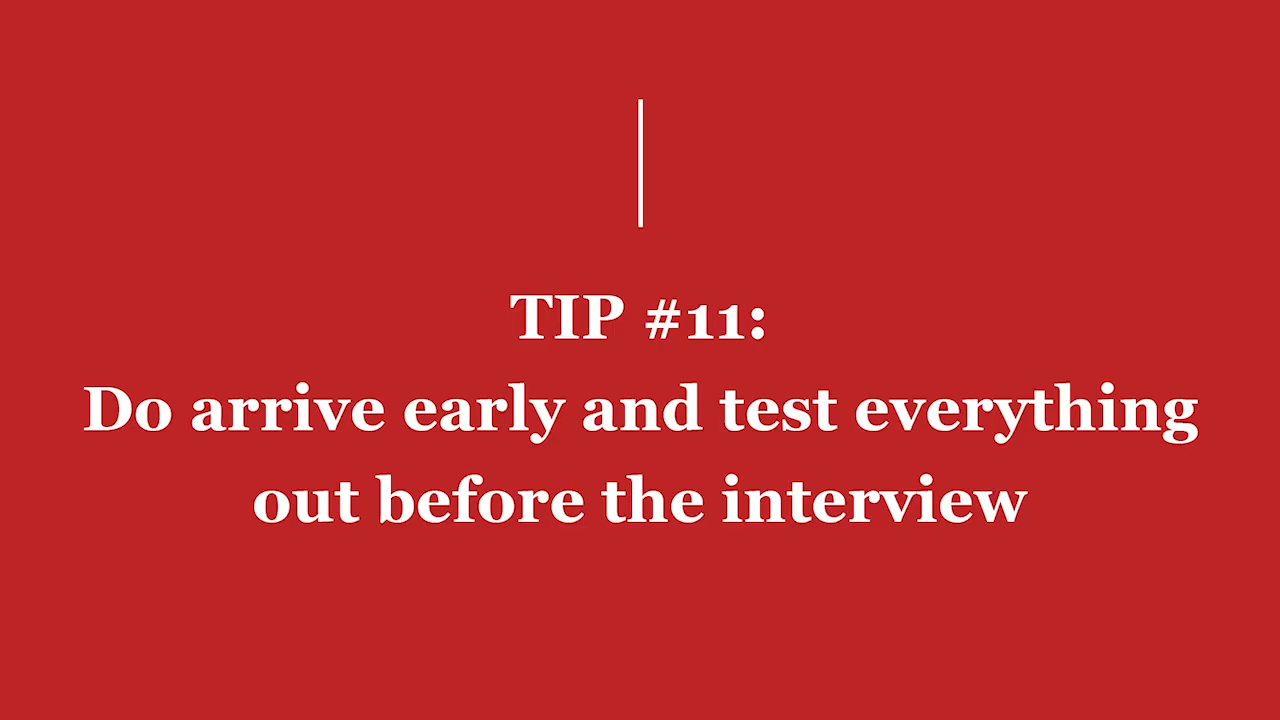 TIP #11:
Do arrive early and test everything
out before the interview